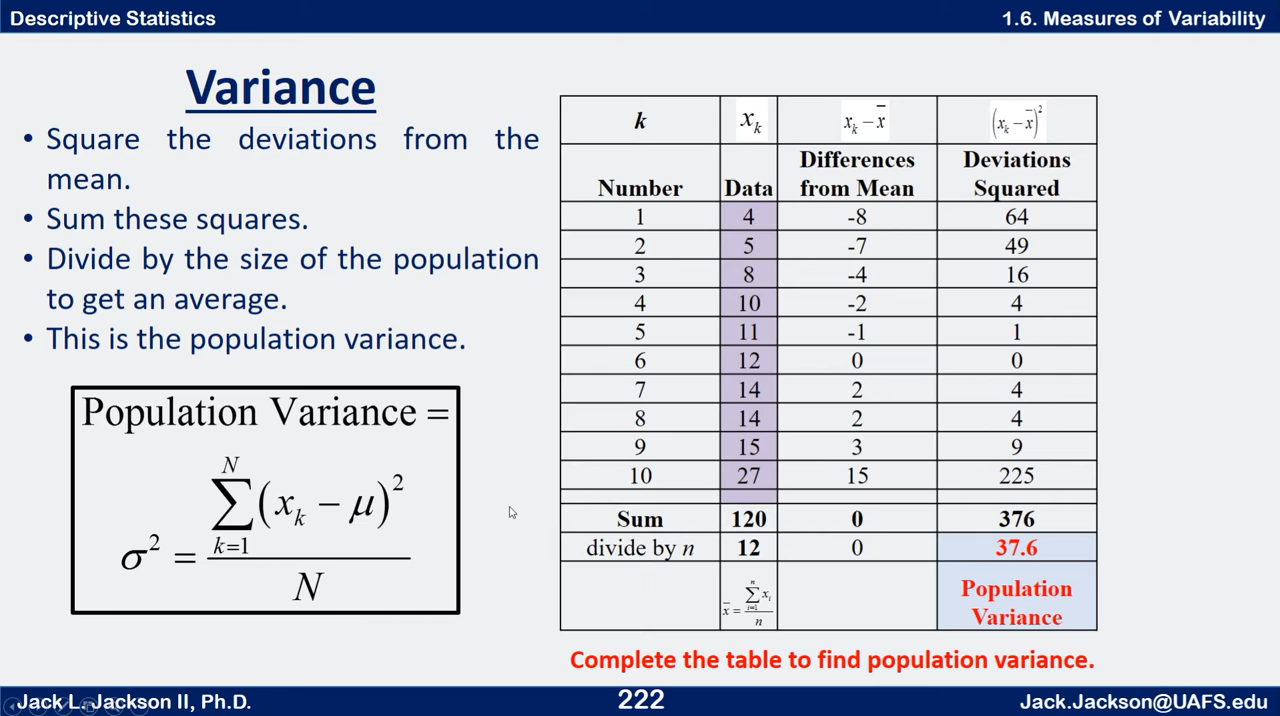 Descriptive Statistics 1.6. Measures of Variability
Variance
• Square the deviations from the
mean.
• Sum these squares.
• Divide by the size of the population
to get an average.
• This is the population variance.
Population Variance =
σ² = ∑_{k=1}^{N} (x_k − μ)² / N
k x_k x_k − x̄ (x_k − x̄)²
Differences Deviations
Number Data from Mean Squared
1 4 -8 64
2 5 -7 49
3 8 -4 16
4 10 -2 4
5 11 -1 1
6 12 0 0
7 14 2 4
8 14 2 4
9 15 3 9
10 27 15 225
Sum 120 0 376
divide by n 12 0 37.6
x̄ = ∑_{i=1}^{n} x_i / n Population
Variance
Complete the table to find population variance.
Jack L. Jackson II, Ph.D. 222 Jack.Jackson@UAFS.edu